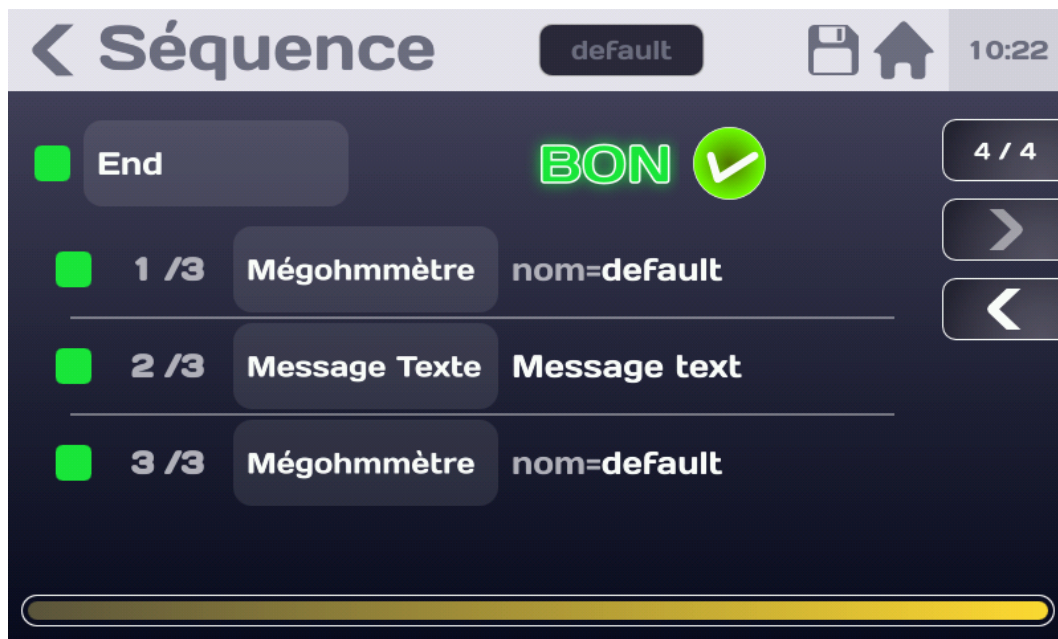 Séquence default 10:22
End BON 4 / 4
1 /3 Mégohmmètre nom=default
2 /3 Message Texte Message text
3 /3 Mégohmmètre nom=default